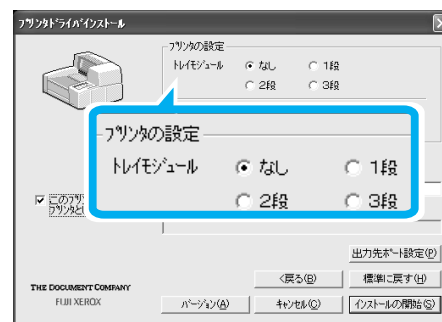 プリンタドライバインストール
プリンタの設定
トレイモジュール なし 1段
2段 3段
プリンタの設定
トレイモジュール なし 1段
2段 3段
出力先ポート設定(P)
THE DOCUMENT COMPANY
FUJI XEROX
<戻る(B) 標準に戻す(H)
バージョン(A) キャンセル(C) インストールの開始(S)